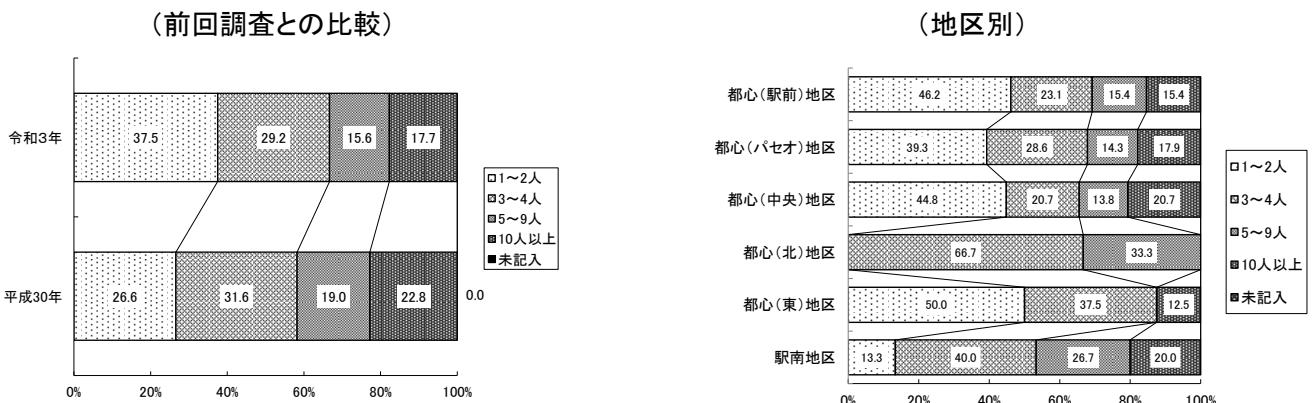 (前回調査との比較)
令和3年
37.5
29.2
15.6
17.7
平成30年
26.6
31.6
19.0
22.8
0.0
0%
20%
40%
60%
80%
100%
□1～2人
3～4人
5～9人
10人以上
■未記入
(地区別)
都心(駅前)地区
46.2
23.1
15.4
15.4
都心(パセオ)地区
39.3
28.6
14.3
17.9
都心(中央)地区
44.8
20.7
13.8
20.7
都心(北)地区
66.7
33.3
都心(東)地区
50.0
37.5
12.5
駅南地区
13.3
40.0
26.7
20.0
0%
20%
40%
60%
80%
100%
1～2人
3～4人
5～9人
10人以上
未記入